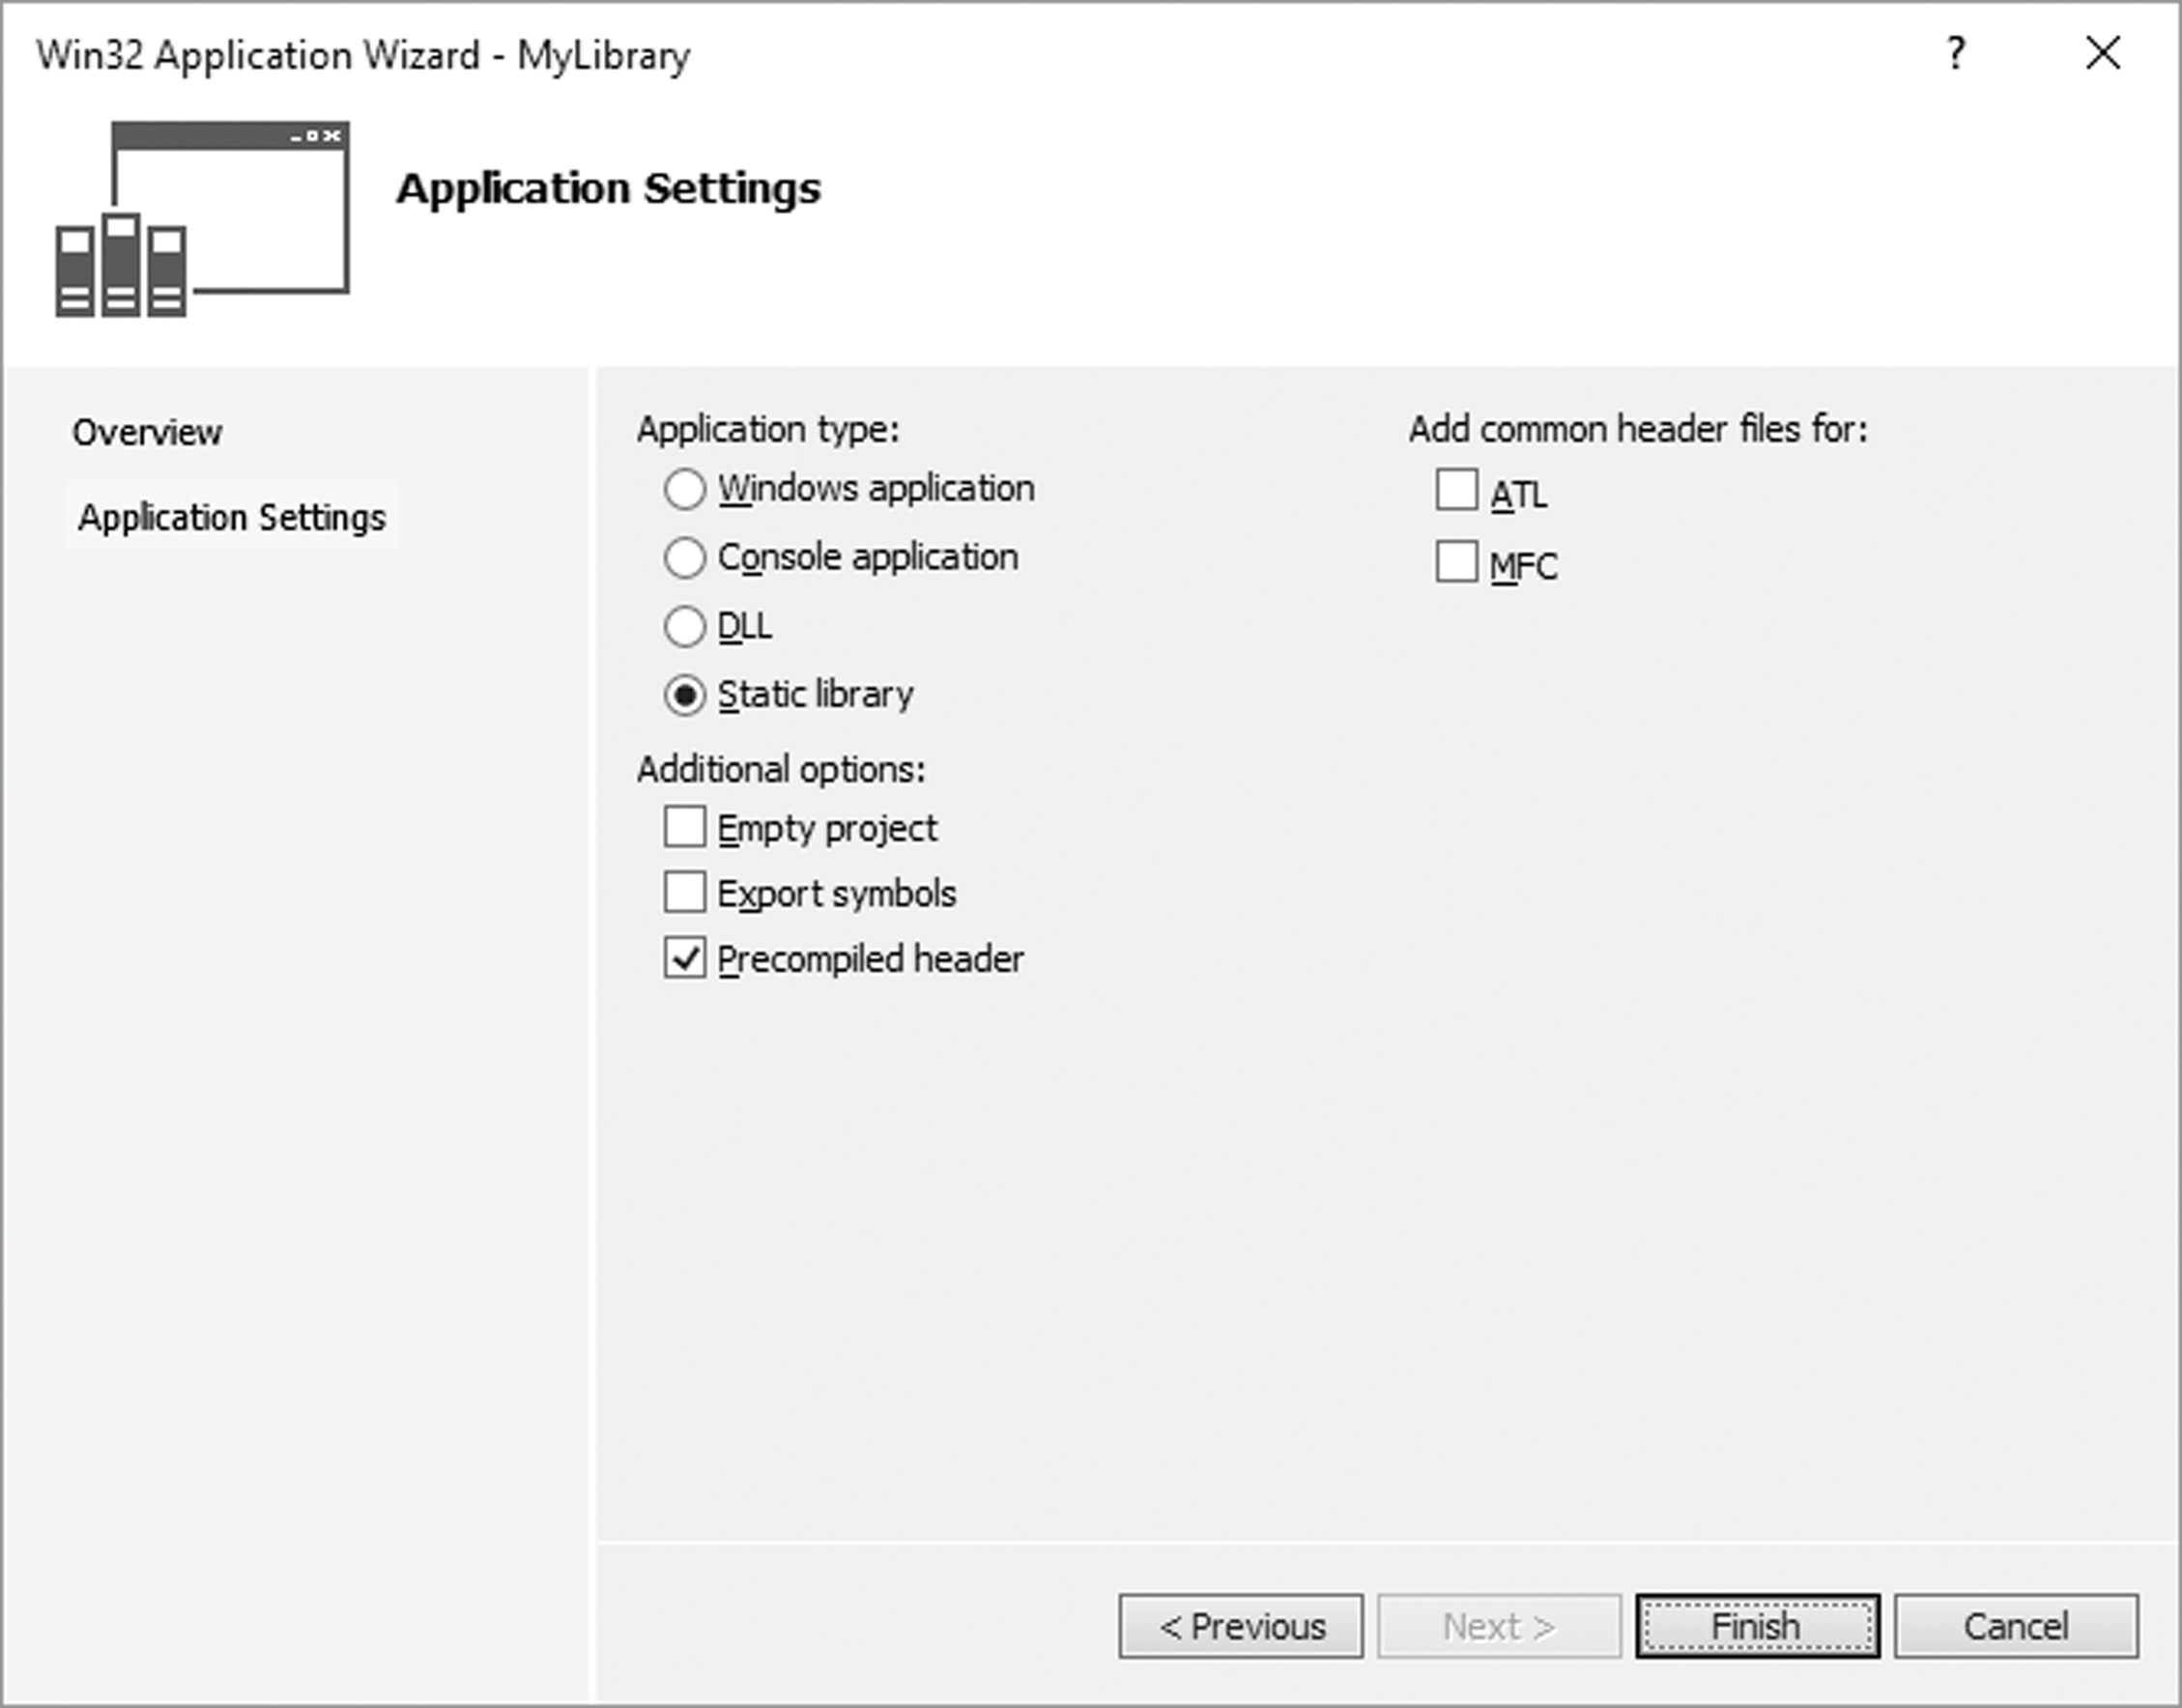 Win32 Application Wizard - MyLibrary
?
Application Settings
Overview
Application Settings
Application type:
Windows application
Console application
DLL
Static library
Additional options:
Empty project
Export symbols
Precompiled header
Add common header files for:
ATL
MFC
< Previous
Next >
Finish
Cancel